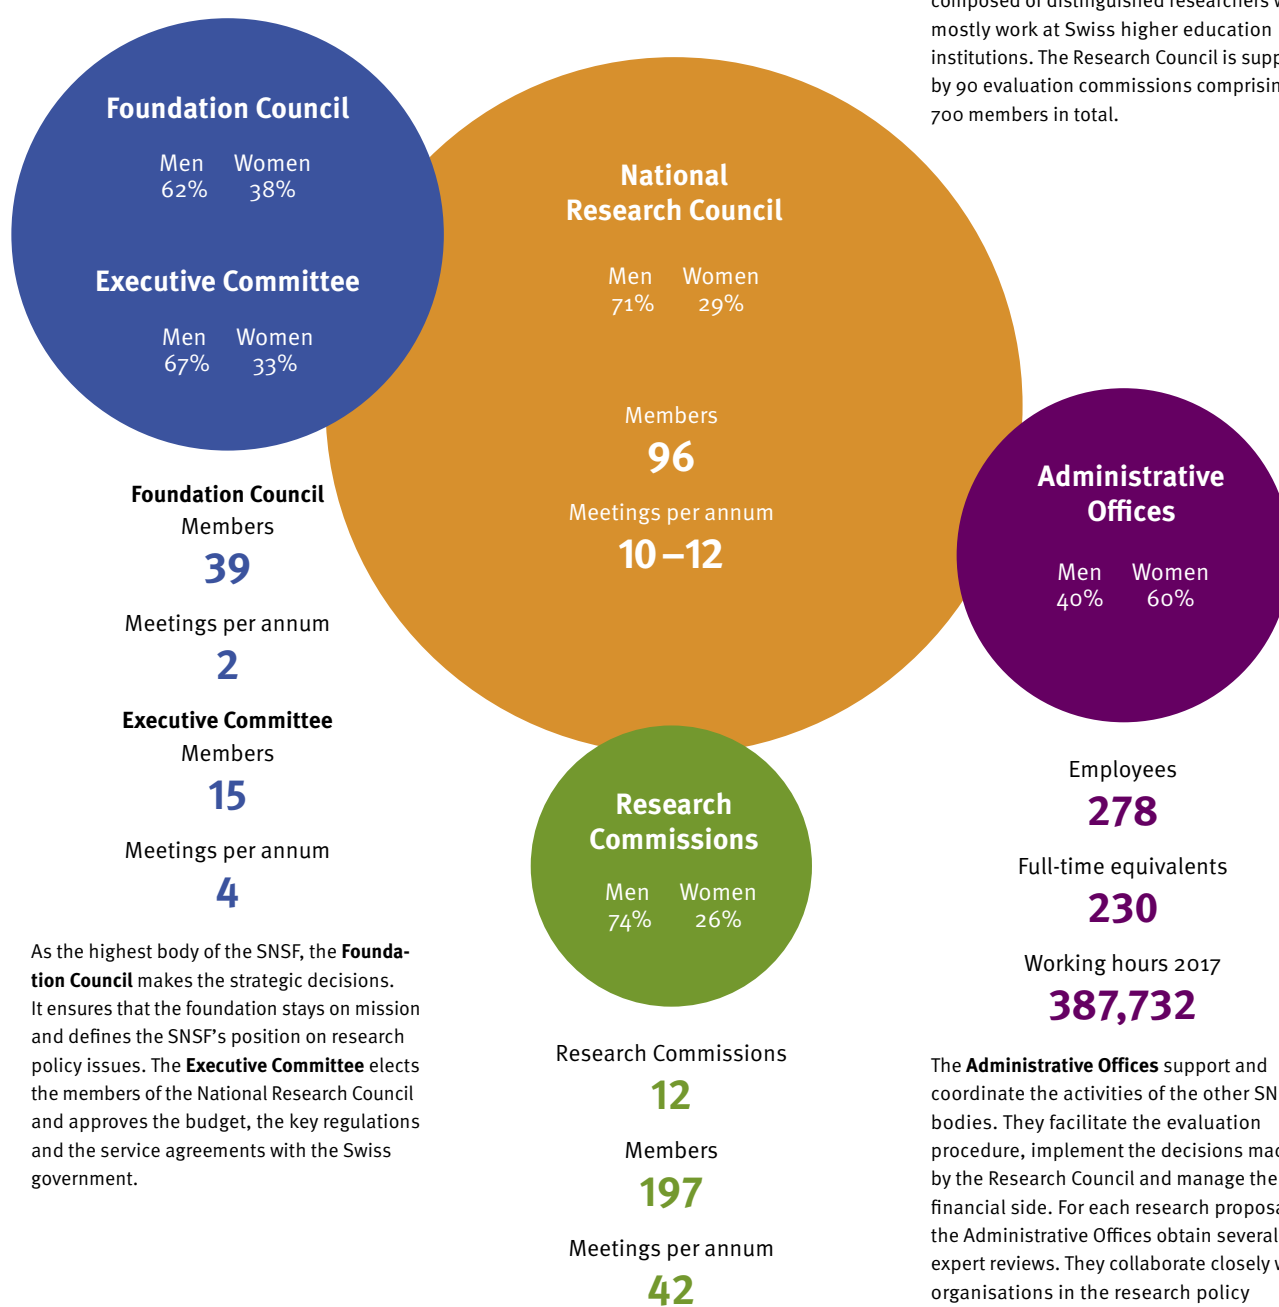 composed of distinguished researchers
mostly work at Swiss higher education
institutions. The Research Council is
by 90 evaluation commissions
700 members in total.
Foundation Council
Men Women
62% 38%
Executive Committee
Men Women
67% 33%
National
Research Council
Men Women
71% 29%
Members
96
Meetings per annum
10–12
Administrative
Offices
Men Women
40% 60%
Foundation Council
Members
39
Meetings per annum
2
Executive Committee
Members
15
Meetings per annum
4
As the highest body of the SNSF, the Founda-
tion Council makes the strategic decisions.
It ensures that the foundation stays on mission
and defines the SNSF's position on research
policy issues. The Executive Committee elects
the members of the National Research Council
and approves the budget, the key regulations
and the service agreements with the Swiss
government.
Research
Commissions
Men Women
74% 26%
Research Commissions
12
Members
197
Meetings per annum
42
Employees
278
Full-time equivalents
230
Working hours 2017
387,732
The Administrative Offices support and
coordinate the activities of the other
bodies. They facilitate the evaluation
procedure, implement the decisions
by the Research Council and manage the
financial side. For each research
the Administrative Offices obtain several
expert reviews. They collaborate closely
organisations in the research policy